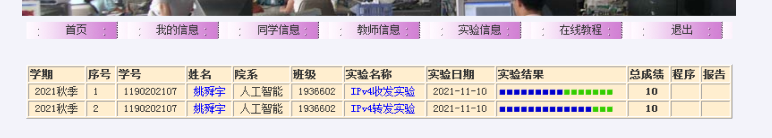 首页 我的信息 同学信息 教师信息 实验信息 在线教程 退出
学期 序号 学号 姓名 院系 班级 实验名称 实验日期 实验结果 总成绩 程序 报告
2021秋季 1 1190202107 姚舜宇 人工智能 1936602 IPv4收发实验 2021-11-10 10
2021秋季 2 1190202107 姚舜宇 人工智能 1936602 IPv4转发实验 2021-11-10 10